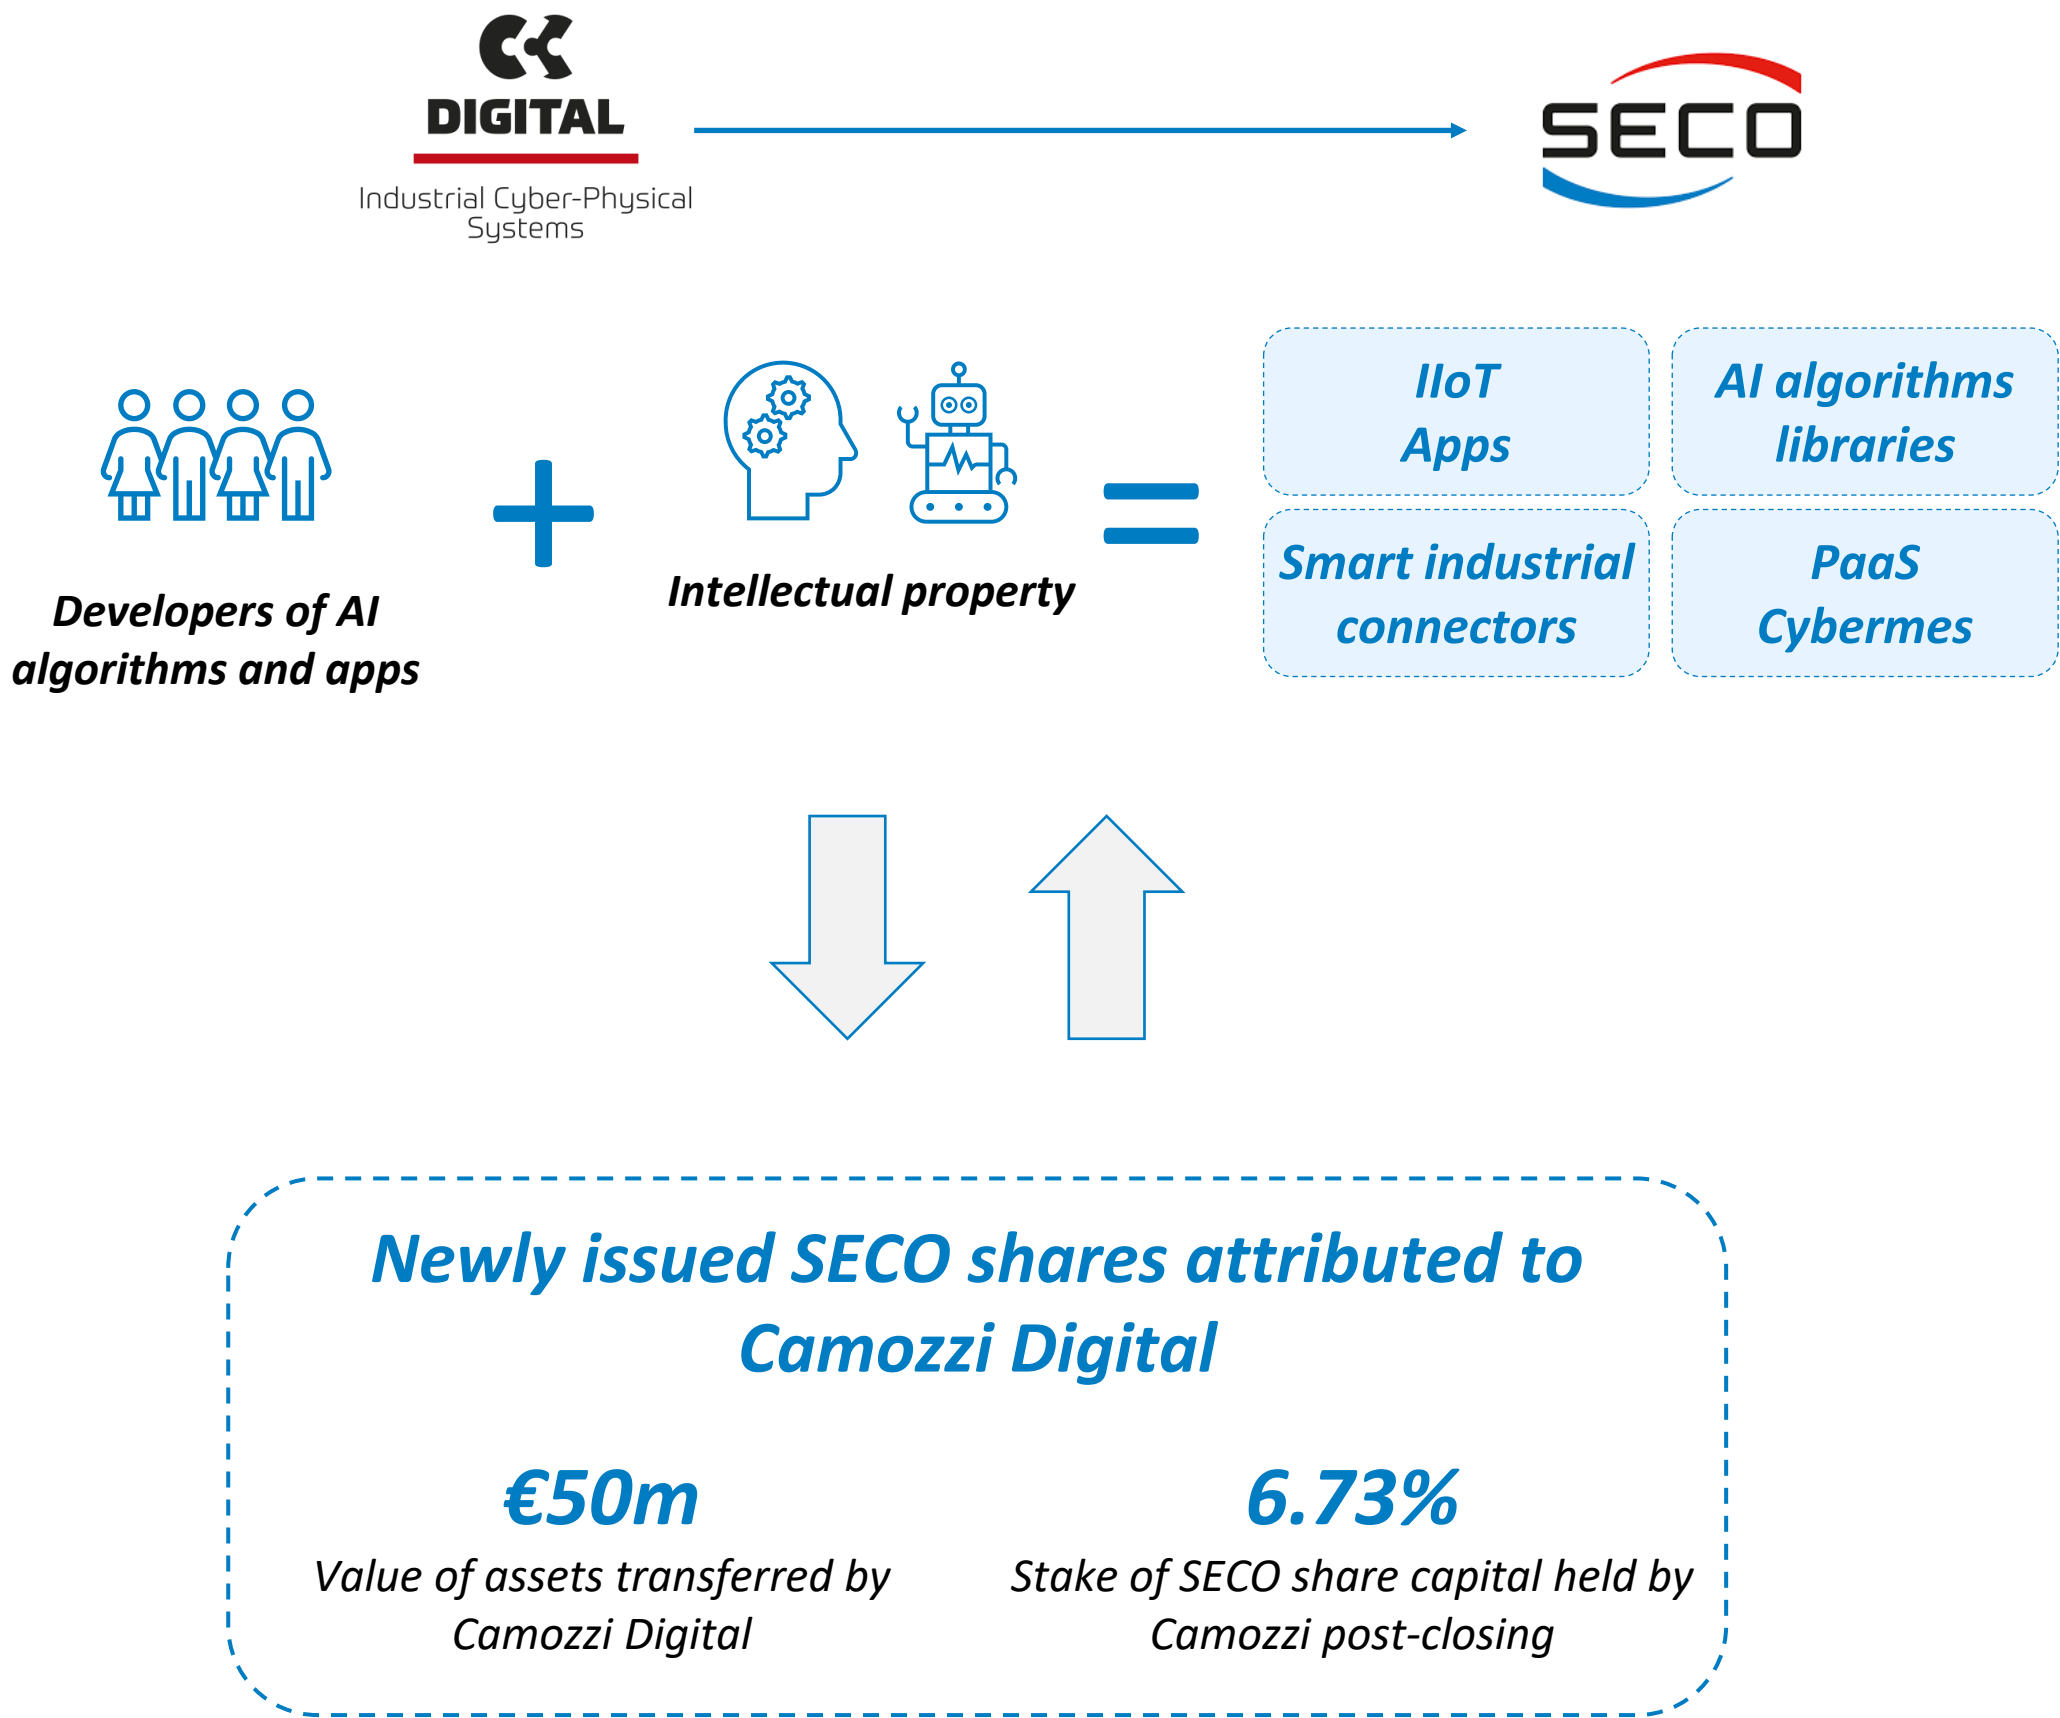 DIGITAL
Industrial Cyber-Physical
Systems
SECO
Developers of AI
algorithms and apps
Intellectual property
IIoT
Apps
AI algorithms
libraries
Smart industrial
connectors
PaaS
Cybermes
Newly issued SECO shares attributed to
Camozzi Digital
€50m
Value of assets transferred by
Camozzi Digital
6.73%
Stake of SECO share capital held by
Camozzi post-closing